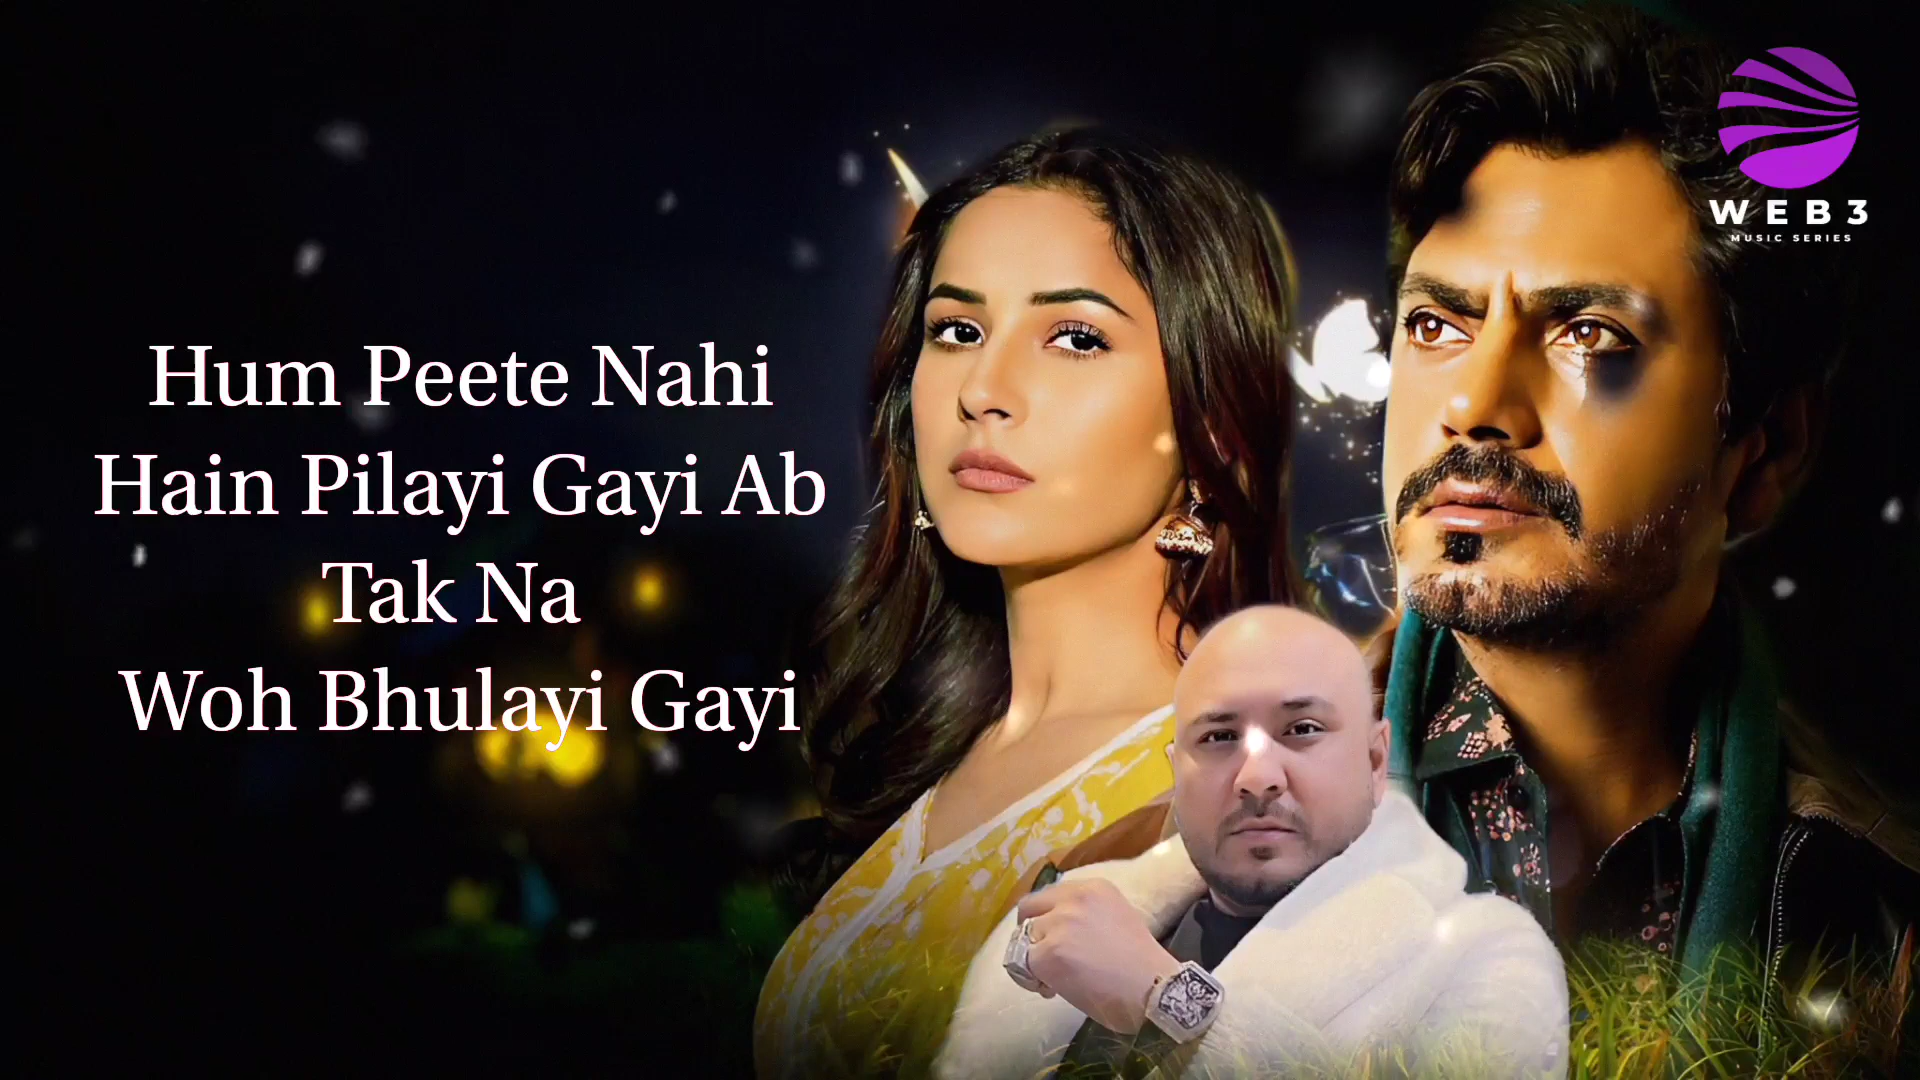 WEB3
MUSIC SERIES
Hum Peete Nahi
Hain Pilayi Gayi Ab
Tak Na
Woh Bhulayi Gayi